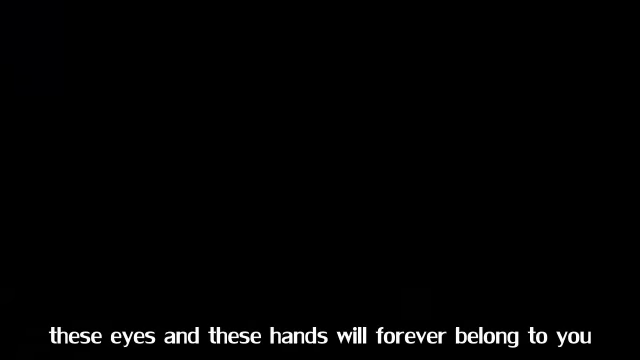 these eyes and these hands will forever belong to you